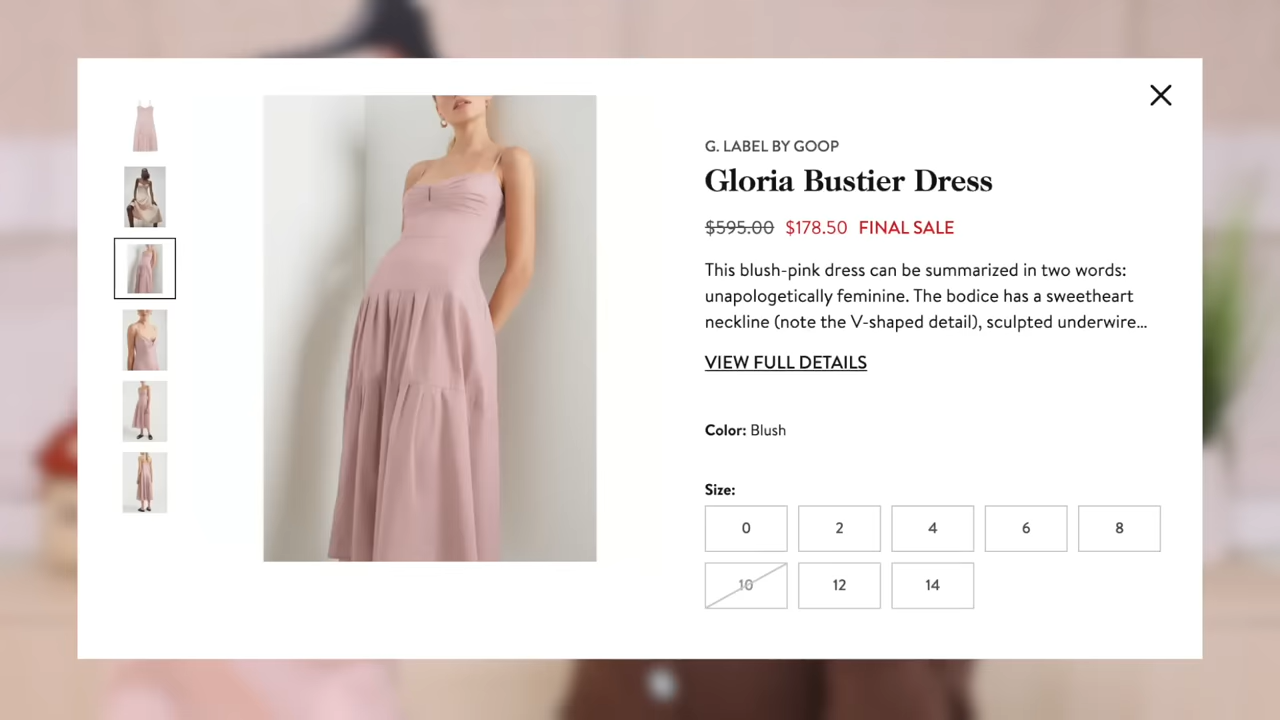 G. LABEL BY GOOP
Gloria Bustier Dress
$595.00 $178.50 FINAL SALE
This blush-pink dress can be summarized in two words:
unapologetically feminine. The bodice has a sweetheart
neckline (note the V-shaped detail), sculpted underwire...
VIEW FULL DETAILS
Color: Blush
Size:
0 2 4 6 8
10 12 14